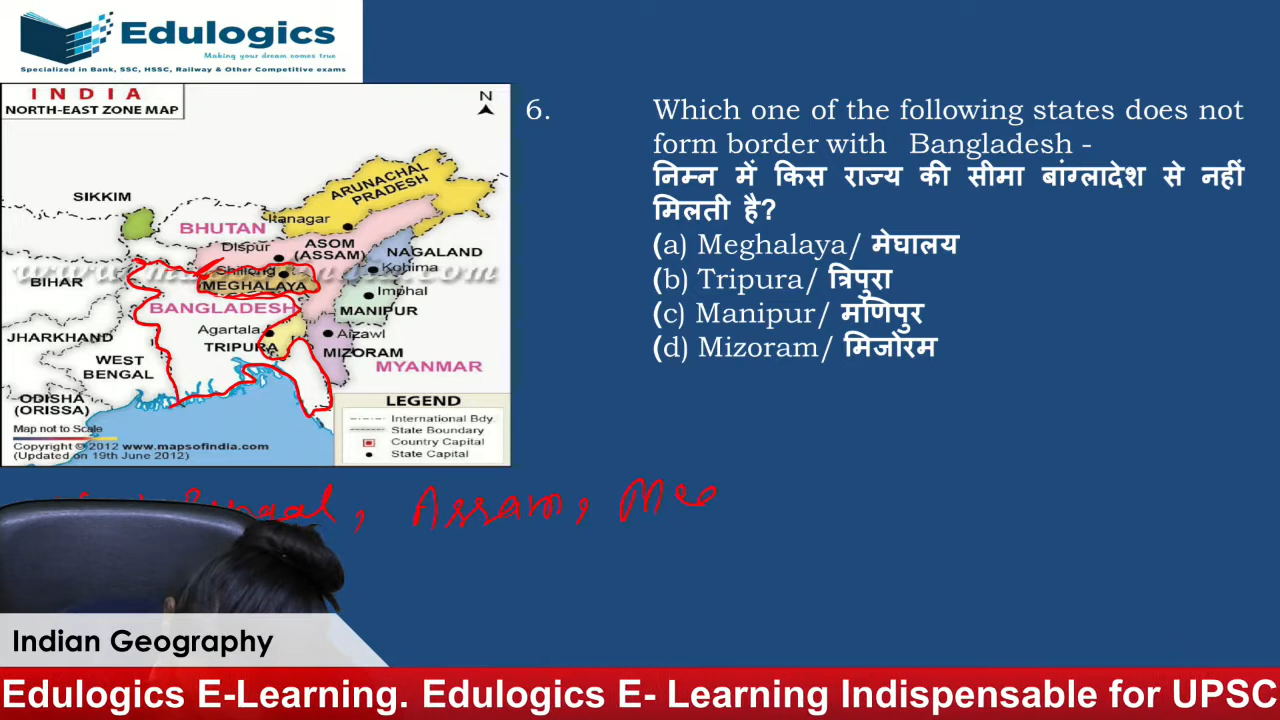 Edulogics
Making your dream comes true
Specialized in Bank, SSC, HSSC, Railway & Other Competitive exams
INDIA
NORTH-EAST ZONE MAP
N
SIKKIM
ARUNACHAL
PRADESH
Itanagar
BHUTAN
Dispur
ASOM
(ASSAM)
NAGALAND
Kohima
Shillong
MEGHALAYA
BIHAR
Imphal
BANGLADESH
MANIPUR
Agartala
Aizawl
JHARKHAND
TRIPURA
MIZORAM
WEST
BENGAL
MYANMAR
ODISHA
(ORISSA)
Map not to Scale
Copyright © 2012 www.mapsofindia.com
(Updated on 19th June 2012)
LEGEND
International Bdy.
State Boundary
Country Capital
State Capital
6. Which one of the following states does not
form border with Bangladesh -
निम्न में किस राज्य की सीमा बांग्लादेश से नहीं
मिलती है?
(a) Meghalaya/ मेघालय
(b) Tripura/ त्रिपुरा
(c) Manipur/ मणिपुर
(d) Mizoram/ मिजोरम
Bengal, Assam, Me
Indian Geography
Edulogics E-Learning. Edulogics E- Learning Indispensable for UPSC